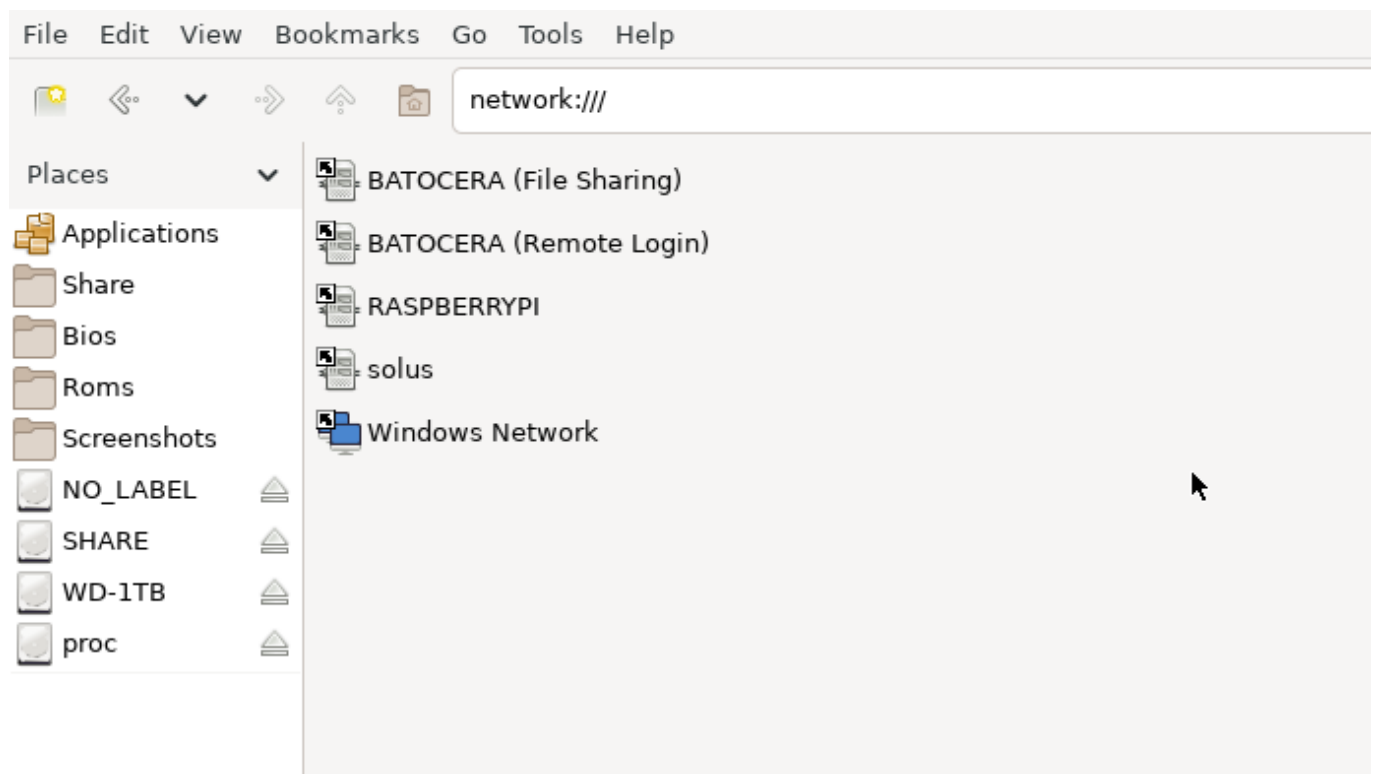 File Edit View Bookmarks Go Tools Help
network:///
Places
Applications
Share
Bios
Roms
Screenshots
NO_LABEL
SHARE
WD-1TB
proc
BATOCERA (File Sharing)
BATOCERA (Remote Login)
RASPBERRYPI
solus
Windows Network